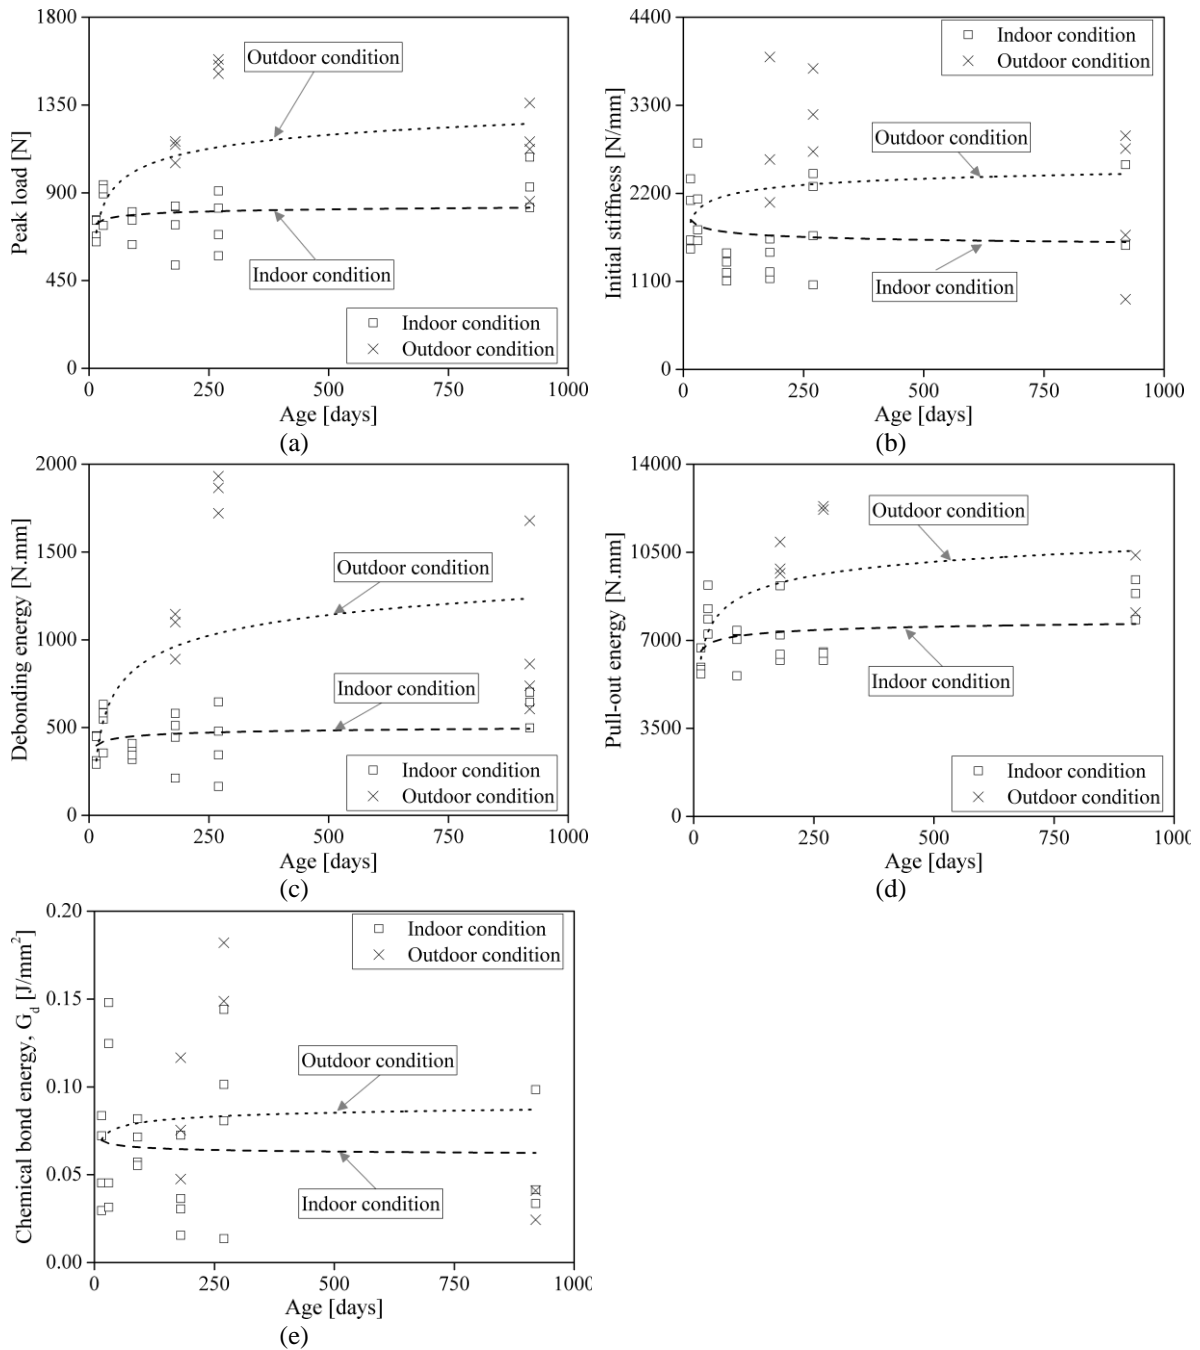 1800
1350
900
450
0
Peak load [N]
Outdoor condition
Indoor condition
Indoor condition
Outdoor condition
0 250 500 750 1000
Age [days]
(a)
4400
3300
2200
1100
0
Initial stiffness [N/mm]
Indoor condition
Outdoor condition
Outdoor condition
Indoor condition
0 250 500 750 1000
Age [days]
(b)
2000
1500
1000
500
0
Debonding energy [N.mm]
Outdoor condition
Indoor condition
Indoor condition
Outdoor condition
0 250 500 750 1000
Age [days]
(c)
14000
10500
7000
3500
0
Pull-out energy [N.mm]
Outdoor condition
Indoor condition
Indoor condition
Outdoor condition
0 250 500 750 1000
Age [days]
(d)
0.20
0.15
0.10
0.05
0.00
Chemical bond energy, G_d [J/mm²]
Indoor condition
Outdoor condition
Outdoor condition
Indoor condition
0 250 500 750 1000
Age [days]
(e)